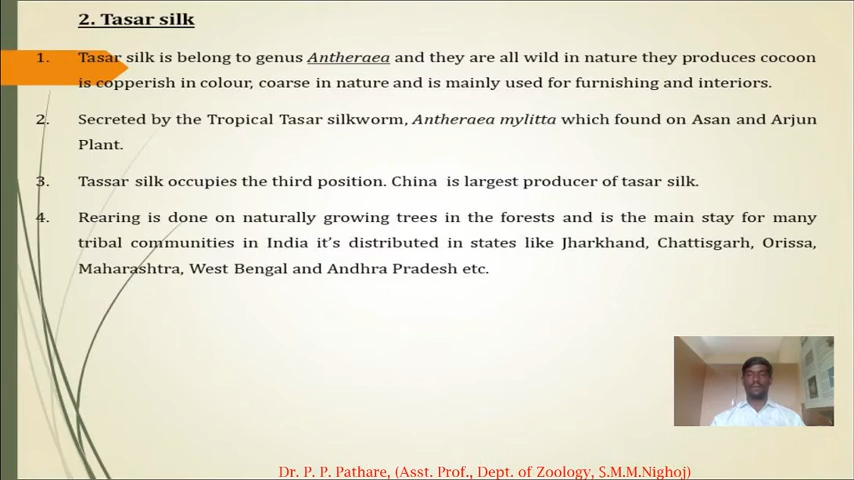 2. Tasar silk
1. Tasar silk is belong to genus Antheraea and they are all wild in nature they produces cocoon
is copperish in colour, coarse in nature and is mainly used for furnishing and interiors.
2. Secreted by the Tropical Tasar silkworm, Antheraea mylitta which found on Asan and Arjun
Plant.
3. Tassar silk occupies the third position. China is largest producer of tasar silk.
4. Rearing is done on naturally growing trees in the forests and is the main stay for many
tribal communities in India it's distributed in states like Jharkhand, Chattisgarh, Orissa,
Maharashtra, West Bengal and Andhra Pradesh etc.
Dr. P. P. Pathare, (Asst. Prof., Dept. of Zoology, S.M.M.Nighoj)